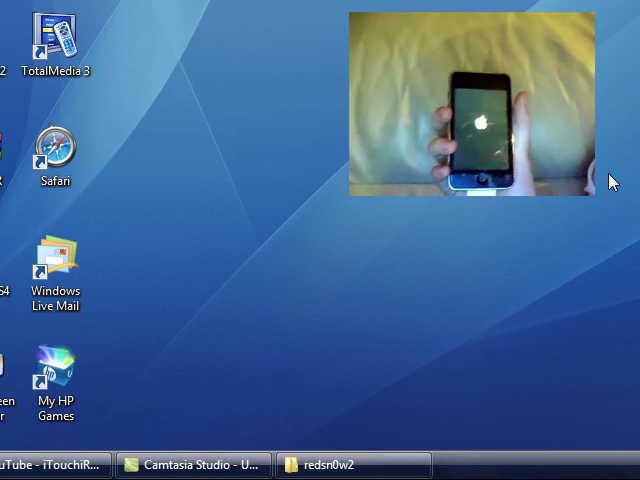 2
TotalMedia 3
R
Safari
S4
Windows
Live Mail
een
r
My HP
Games
uTube - iTouchiR...
Camtasia Studio - U...
redsn0w2